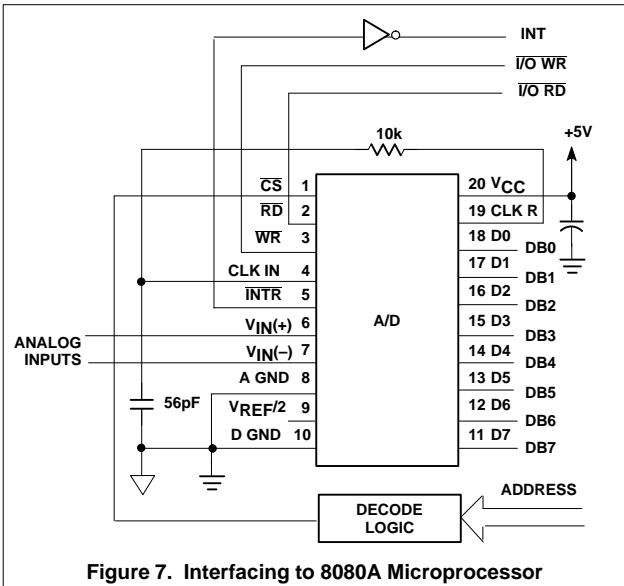 INT
I/O WR
I/O RD
10k
+5V
CS 1
20 VCC
RD 2
19 CLK R
WR 3
18 D0
DB0
CLK IN 4
17 D1
DB1
INTR 5
16 D2
DB2
A/D
VIN(+) 6
15 D3
DB3
ANALOG
INPUTS
VIN(–) 7
14 D4
DB4
A GND 8
13 D5
DB5
56pF
VREF/2 9
12 D6
DB6
D GND 10
11 D7
DB7
ADDRESS
DECODE
LOGIC
Figure 7. Interfacing to 8080A Microprocessor